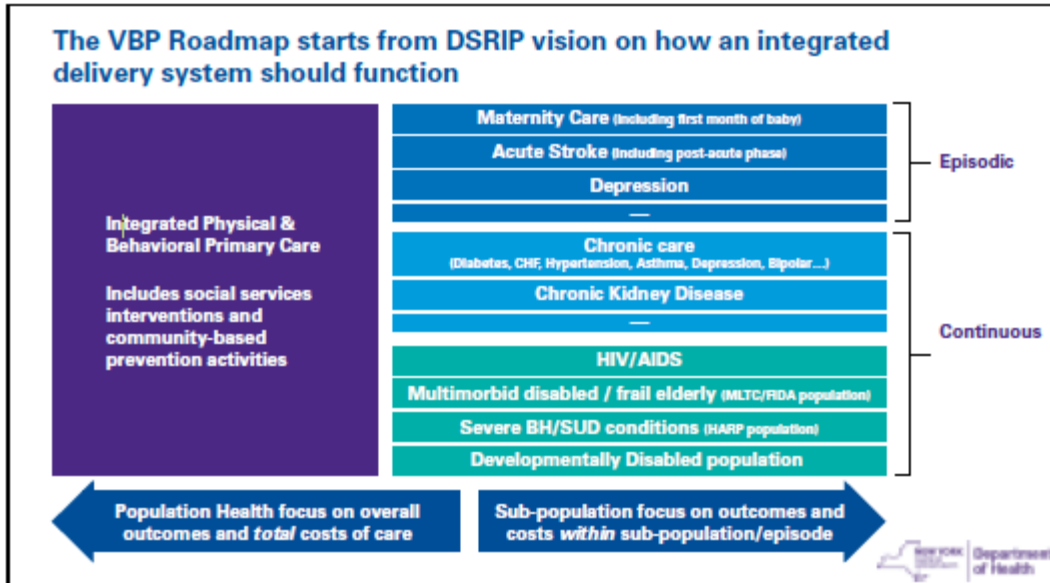 The VBP Roadmap starts from DSRIP vision on how an integrated
delivery system should function
Integrated Physical &
Behavioral Primary Care
Includes social services
interventions and
community-based
prevention activities
Maternity Care (Including first month of baby)
Acute Stroke (Including post-acute phase)
Depression
—
Chronic care
(Diabetes, CHF, Hypertension, Asthma, Depression, Bipolar…)
Chronic Kidney Disease
—
HIV/AIDS
Multimorbid disabled / frail elderly (MLTC/FIDA population)
Severe BH/SUD conditions (HARP population)
Developmentally Disabled population
Episodic
Continuous
Population Health focus on overall
outcomes and total costs of care
Sub-population focus on outcomes and
costs within sub-population/episode
NEW YORK
Department
of Health